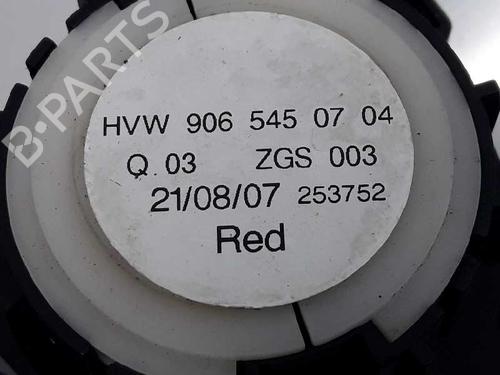 B-PARTS
HVW 906 545 07 04
Q.03 ZGS 003
21/08/07 253752
Red